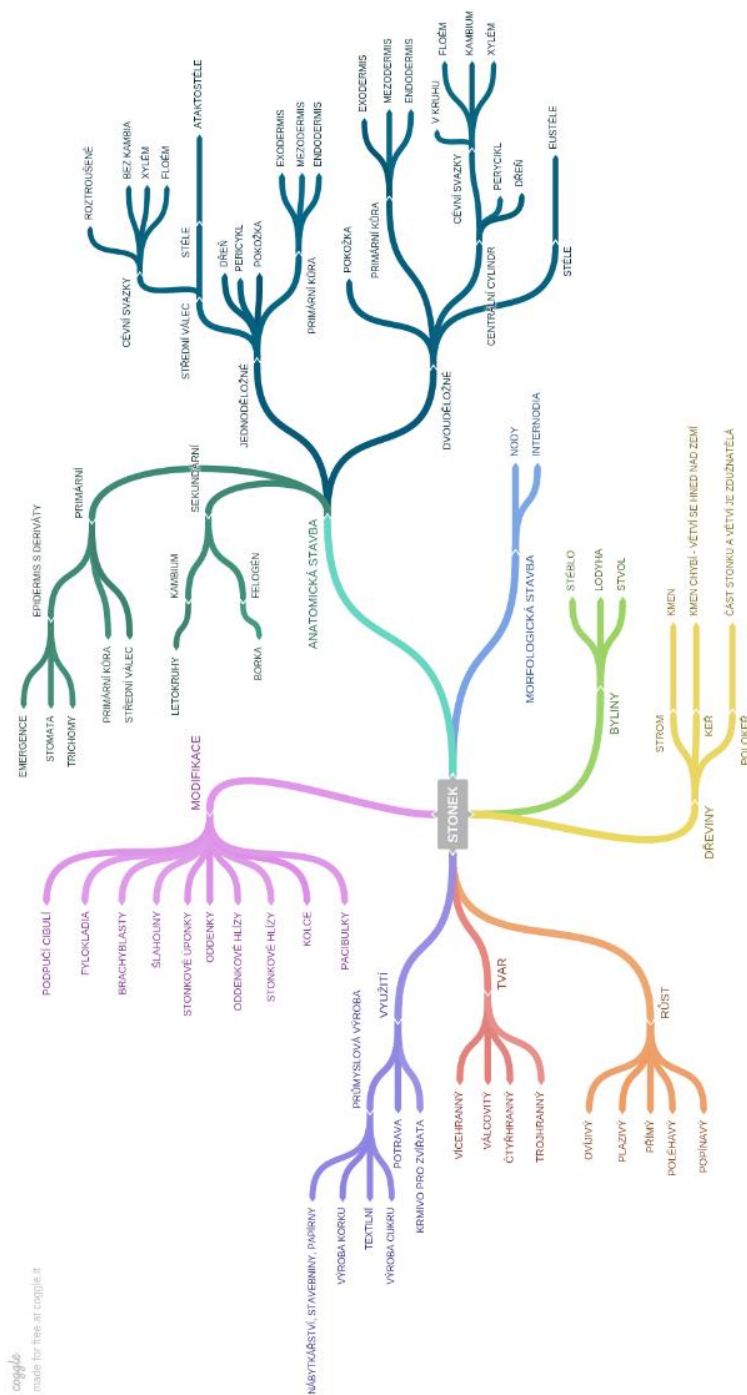 coggle
made for free at coggle.it
STONEK
ANATOMICKÁ STAVBA
PRIMÁRNÍ
EPIDERMIS S DERIVÁTY
EMERGENCE
STOMATA
TRICHOMY
PRIMÁRNÍ KŮRA
STŘEDNÍ VÁLEC
SEKUNDÁRNÍ
KAMBIUM
LETOKRUHY
FELOGÉN
BORKA
JEDNODĚLOŽNÉ
STŘEDNÍ VÁLEC
CÉVNÍ SVAZKY
ROZTROUŠENÉ
BEZ KAMBIA
XYLÉM
FLOÉM
STÉLE
ATAKTOSTÉLE
DŘEŇ
PERICYKL
POKOŽKA
PRIMÁRNÍ KŮRA
EXODERMIS
MEZODERMIS
ENDODERMIS
DVOUDĚLOŽNÉ
POKOŽKA
PRIMÁRNÍ KŮRA
EXODERMIS
MEZODERMIS
ENDODERMIS
CENTRÁLNÍ CYLINDR
CÉVNÍ SVAZKY
V KRUHU
FLOÉM
KAMBIUM
XYLÉM
PERYCIKL
DŘEŇ
STÉLE
EUSTÉLE
MORFOLOGICKÁ STAVBA
NODY
INTERNODIA
BYLINY
STÉBLO
LODYHA
STVOL
DŘEVINY
STROM
KMEN
KEŘ
KMEN CHYBÍ - VĚTVÍ SE HNED NAD ZEMÍ
POLOKEŘ
ČÁST STONKU A VĚTVÍ JE ZDUŽNATĚLÁ
MODIFIKACE
PODPUČÍ CIBULÍ
FYLOKLADIA
BRACHYBLASTY
ŠLAHOUNY
STONKOVÉ ÚPONKY
ODDENKY
ODDENKOVÉ HLÍZY
STONKOVÉ HLÍZY
KOLCE
PACIBULKY
VYUŽITÍ
PRŮMYSLOVÁ VÝROBA
NÁBYTKÁŘSTVÍ, STAVEBNINY, PAPÍRNY
VÝROBA KORKU
TEXTILNÍ
VÝROBA CUKRU
POTRAVA
KRMIVO PRO ZVÍŘATA
TVAR
VÍCEHRANNÝ
VÁLCOVITÝ
ČTYŘHRANNÝ
TROJHRANNÝ
RŮST
OVÍJIVÝ
PLAZIVÝ
PŘÍMÝ
POLÉHAVÝ
POPÍNAVÝ